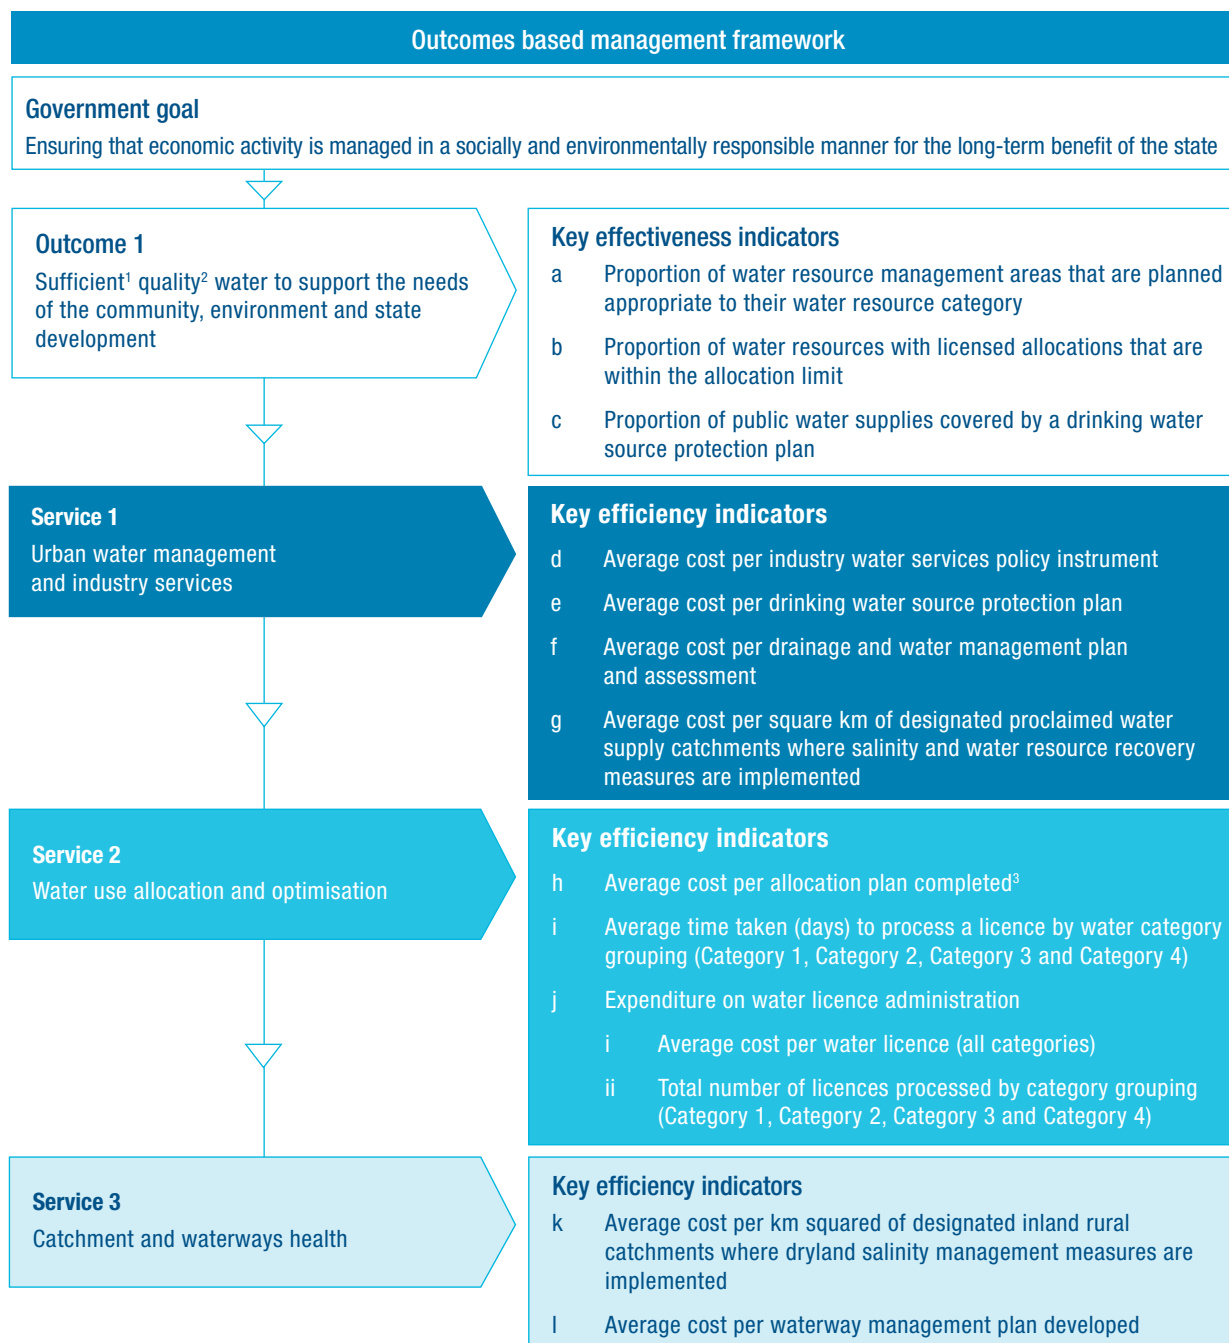 Outcomes based management framework
Government goal
Ensuring that economic activity is managed in a socially and environmentally responsible manner for the long-term benefit of the state
Outcome 1
Sufficient¹ quality² water to support the needs
of the community, environment and state
development
Key effectiveness indicators
a Proportion of water resource management areas that are planned
appropriate to their water resource category
b Proportion of water resources with licensed allocations that are
within the allocation limit
c Proportion of public water supplies covered by a drinking water
source protection plan
Service 1
Urban water management
and industry services
Key efficiency indicators
d Average cost per industry water services policy instrument
e Average cost per drinking water source protection plan
f Average cost per drainage and water management plan
and assessment
g Average cost per square km of designated proclaimed water
supply catchments where salinity and water resource recovery
measures are implemented
Service 2
Water use allocation and optimisation
Key efficiency indicators
h Average cost per allocation plan completed³
i Average time taken (days) to process a licence by water category
grouping (Category 1, Category 2, Category 3 and Category 4)
j Expenditure on water licence administration
i Average cost per water licence (all categories)
ii Total number of licences processed by category grouping
(Category 1, Category 2, Category 3 and Category 4)
Service 3
Catchment and waterways health
Key efficiency indicators
k Average cost per km squared of designated inland rural
catchments where dryland salinity management measures are
implemented
l Average cost per waterway management plan developed